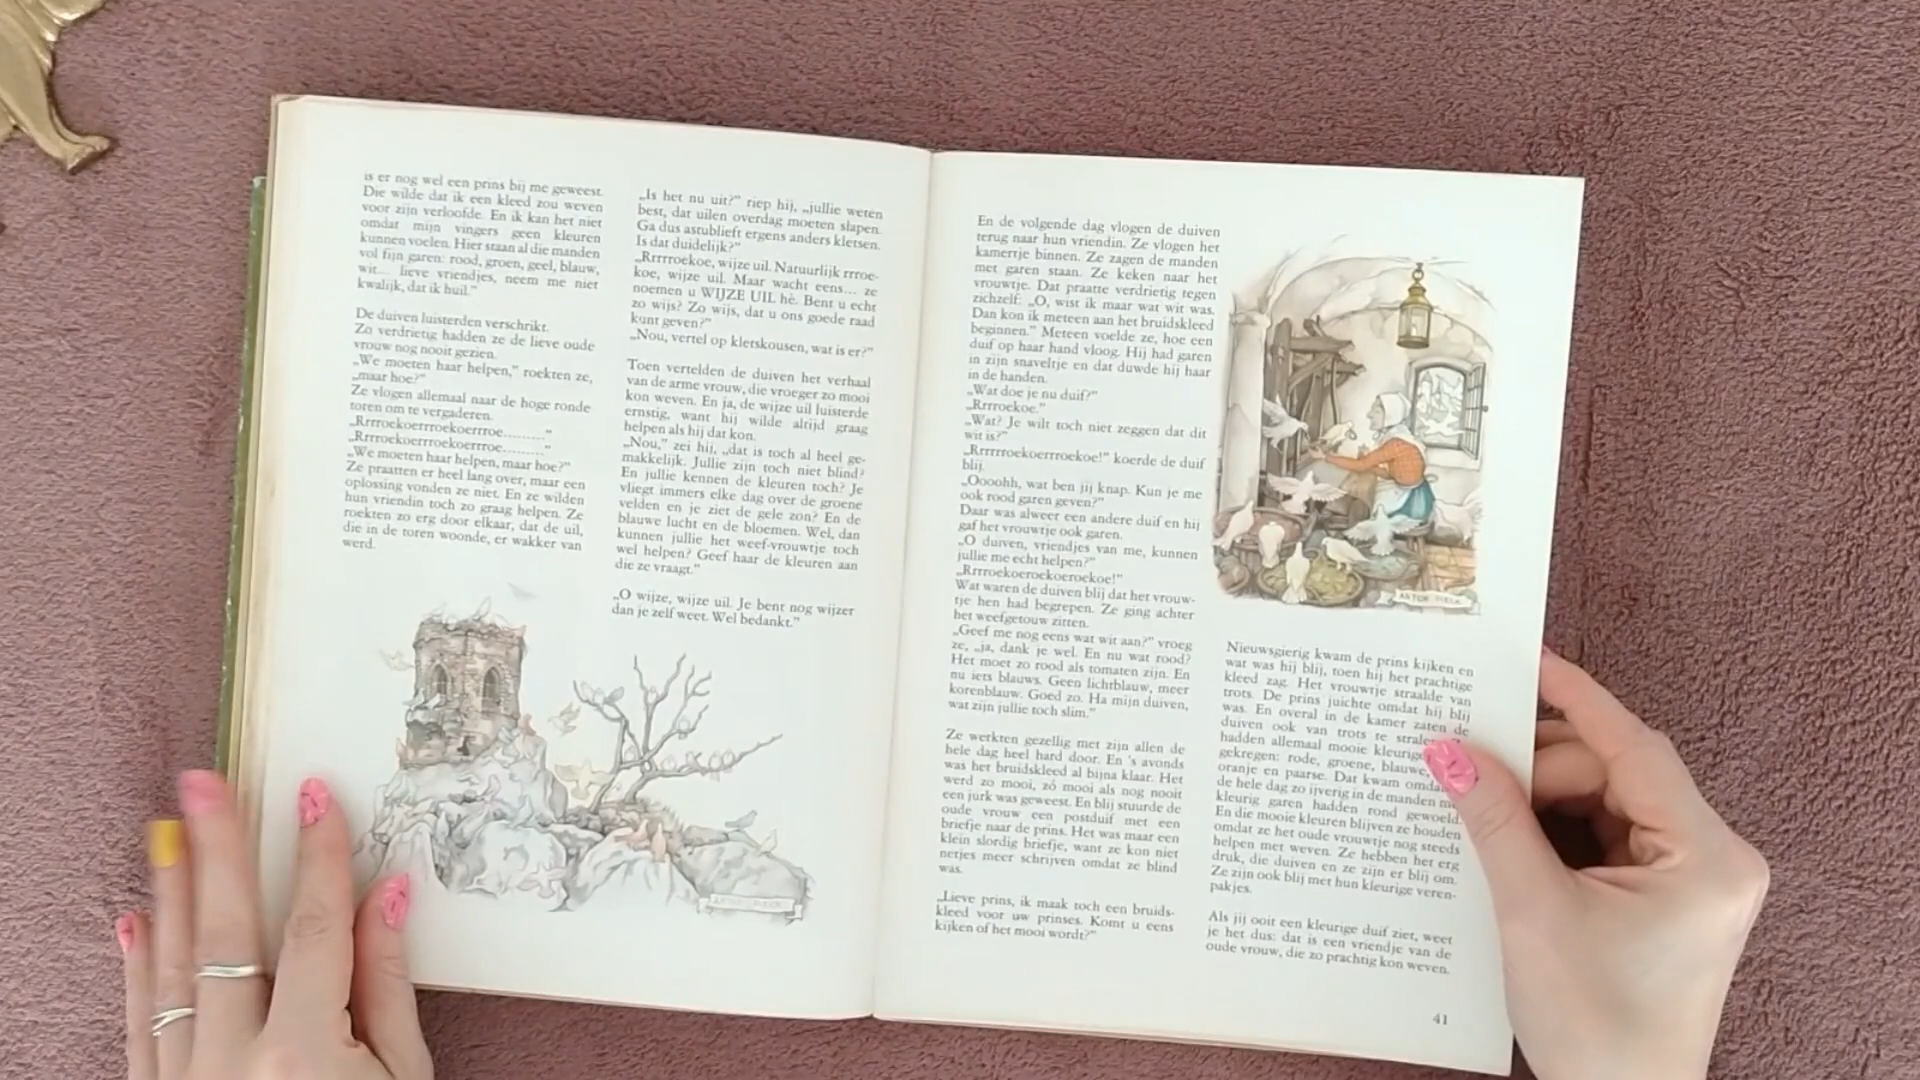 is er nog wel een prins bij me geweest.
Die wilde dat ik een kleed zou weven
voor zijn verloofde. En ik kan het niet
omdat mijn vingers geen kleuren
kunnen voelen. Hier staan al die manden
vol fijn garen: rood, groen, geel, blauw,
wit... lieve vriendjes, neem me niet
kwalijk, dat ik huil.”
De duiven luisterden verschrikt.
Zo verdrietig hadden ze de lieve oude
vrouw nog nooit gezien.
„We moeten haar helpen,” roekten ze,
„maar hoe?”
Ze vlogen allemaal naar de hoge ronde
toren om te vergaderen.
„Rrrroekoerrroekoerrroe.........”
„Rrrroekoerrroekoerrroe.........”
„We moeten haar helpen, maar hoe?”
Ze praatten er heel lang over, maar een
oplossing vonden ze niet. En ze wilden
hun vriendin toch zo graag helpen. Ze
roekten zo erg door elkaar, dat de uil,
die in de toren woonde, er wakker van
werd.
„Is het nu uit?” riep hij, „jullie weten
best, dat uilen overdag moeten slapen.
Ga dus astublieft ergens anders kletsen.
Is dat duidelijk?”
„Rrrrroekoe, wijze uil. Natuurlijk rrroe-
koe, wijze uil. Maar wacht eens... ze
noemen u WIJZE UIL hè. Bent u echt
zo wijs? Zo wijs, dat u ons goede raad
kunt geven?”
„Nou, vertel op kletskousen, wat is er?”
Toen vertelden de duiven het verhaal
van de arme vrouw, die vroeger zo mooi
kon weven. En ja, de wijze uil luisterde
ernstig, want hij wilde altijd graag
helpen als hij dat kon.
„Nou,” zei hij, „dat is toch al heel ge-
makkelijk. Jullie zijn toch niet blind?
En jullie kennen de kleuren toch? Je
vliegt immers elke dag over de groene
velden en je ziet de gele zon? En de
blauwe lucht en de bloemen. Wel, dan
kunnen jullie het weef-vrouwtje toch
wel helpen? Geef haar de kleuren aan
die ze vraagt.”
„O wijze, wijze uil. Je bent nog wijzer
dan je zelf weet. Wel bedankt.”
ANTON PIECK
En de volgende dag vlogen de duiven
terug naar hun vriendin. Ze vlogen het
kamertje binnen. Ze zagen de manden
met garen staan. Ze keken naar het
vrouwtje. Dat praatte verdrietig tegen
zichzelf: „O, wist ik maar wat wit was.
Dan kon ik meteen aan het bruidskleed
beginnen.” Meteen voelde ze, hoe een
duif op haar hand vloog. Hij had garen
in zijn snaveltje en dat duwde hij haar
in de handen.
„Wat doe je nu duif?”
„Rrrroekoe.”
„Wat? Je wilt toch niet zeggen dat dit
wit is?”
„Rrrrrroekoerrroekoe!” koerde de duif
blij.
„Oooohh, wat ben jij knap. Kun je me
ook rood garen geven?”
Daar was alweer een andere duif en hij
gaf het vrouwtje ook garen.
„O duiven, vriendjes van me, kunnen
jullie me echt helpen?”
„Rrrroekoeroekoeroekoe!”
Wat waren de duiven blij dat het vrouw-
tje hen had begrepen. Ze ging achter
het weefgetouw zitten.
„Geef me nog eens wat wit aan?” vroeg
ze, „ja, dank je wel. En nu wat rood?
Het moet zo rood als tomaten zijn. En
nu iets blauws. Geen lichtblauw, meer
korenblauw. Goed zo. Ha mijn duiven,
wat zijn jullie toch slim.”
Ze werkten gezellig met zijn allen de
hele dag heel hard door. En 's avonds
was het bruidskleed al bijna klaar. Het
werd zo mooi, zó mooi als nog nooit
een jurk was geweest. En blij stuurde de
oude vrouw een postduif met een
briefje naar de prins. Het was maar een
klein slordig briefje, want ze kon niet
netjes meer schrijven omdat ze blind
was.
„Lieve prins, ik maak toch een bruids-
kleed voor uw prinses. Komt u eens
kijken of het mooi wordt?”
ANTON PIECK
Nieuwsgierig kwam de prins kijken en
wat was hij blij, toen hij het prachtige
kleed zag. Het vrouwtje straalde van
trots. De prins juichte omdat hij blij
was. En overal in de kamer zaten de
duiven ook van trots te stralen.
hadden allemaal mooie kleurige
gekregen: rode, groene, blauwe,
oranje en paarse. Dat kwam omdat
de hele dag zo ijverig in de manden
kleurig garen hadden rond gewoeld.
En die mooie kleuren blijven ze houden
omdat ze het oude vrouwtje nog steeds
helpen met weven. Ze hebben het erg
druk, die duiven en ze zijn er blij om.
Ze zijn ook blij met hun kleurige veren-
pakjes.
Als jij ooit een kleurige duif ziet, weet
je het dus: dat is een vriendje van de
oude vrouw, die zo prachtig kon weven.
41